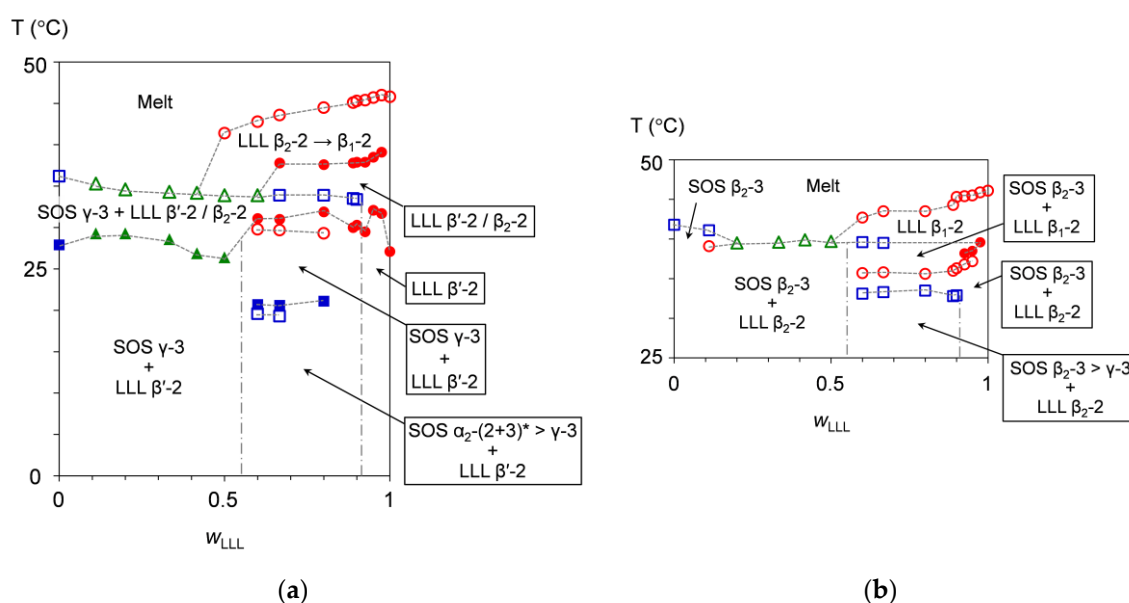 T (°C)
50
Melt
LLL β₂-2 → β₁-2
SOS γ-3 + LLL β′-2 / β₂-2
LLL β′-2 / β₂-2
25
LLL β′-2
SOS γ-3
+
LLL β′-2
SOS γ-3
+
LLL β′-2
SOS α₂-(2+3)* > γ-3
+
LLL β′-2
0
0
0.5
1
wLLL
(a)
T (°C)
50
SOS β₂-3
Melt
SOS β₂-3
+
LLL β₁-2
LLL β₁-2
SOS β₂-3
+
LLL β₂-2
SOS β₂-3
+
LLL β₂-2
SOS β₂-3 > γ-3
+
LLL β₂-2
25
0
0.5
1
wLLL
(b)